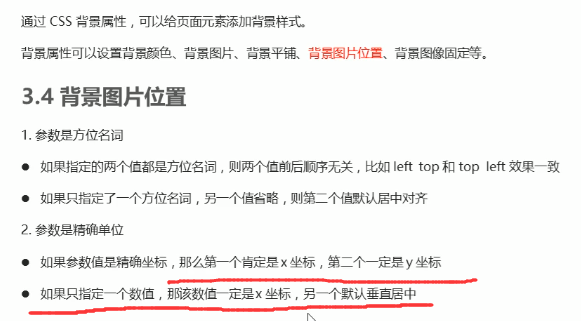 通过 CSS 背景属性，可以给页面元素添加背景样式。
背景属性可以设置背景颜色、背景图片、背景平铺、背景图片位置、背景图像固定等。
3.4 背景图片位置
1. 参数是方位名词
● 如果指定的两个值都是方位名词，则两个值前后顺序无关，比如 left top 和 top left 效果一致
● 如果只指定了一个方位名词，另一个值省略，则第二个值默认居中对齐
2. 参数是精确单位
● 如果参数值是精确坐标，那么第一个肯定是 x 坐标，第二个一定是 y 坐标
● 如果只指定一个数值，那该数值一定是 x 坐标，另一个默认垂直居中